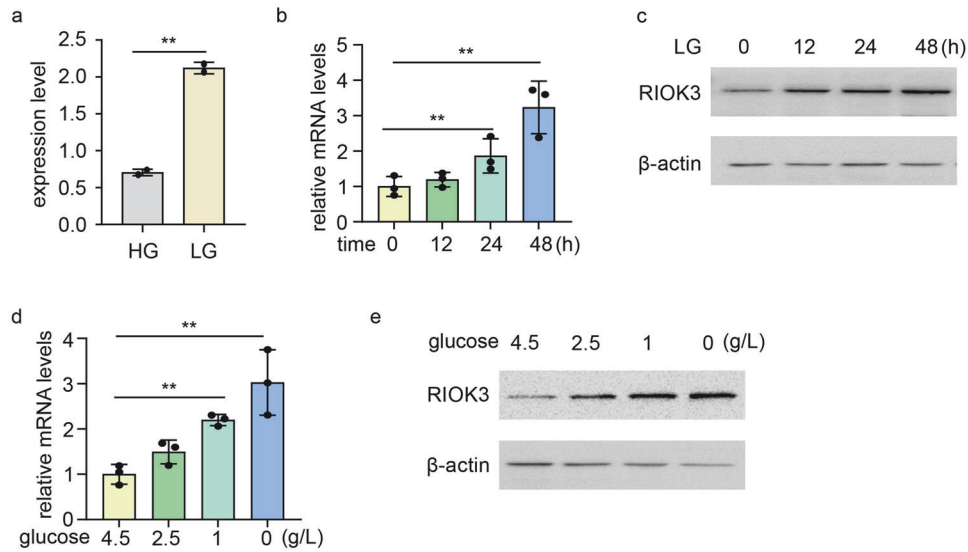 a
expression level
2.5
2.0
1.5
1.0
0.5
0.0
**
HG LG
b
relative mRNA levels
5
4
3
2
1
0
**
**
time 0 12 24 48 (h)
c
LG 0 12 24 48 (h)
RIOK3
β-actin
d
relative mRNA levels
4
3
2
1
0
**
**
glucose 4.5 2.5 1 0 (g/L)
e
glucose 4.5 2.5 1 0 (g/L)
RIOK3
β-actin